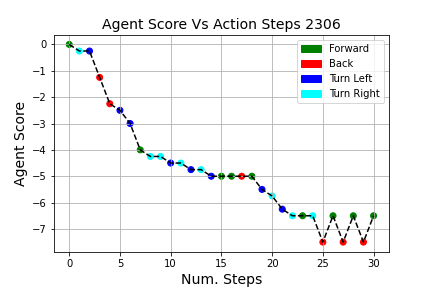 Agent Score Vs Action Steps 2306
Agent Score
0
−1
−2
−3
−4
−5
−6
−7
Forward
Back
Turn Left
Turn Right
0 5 10 15 20 25 30
Num. Steps